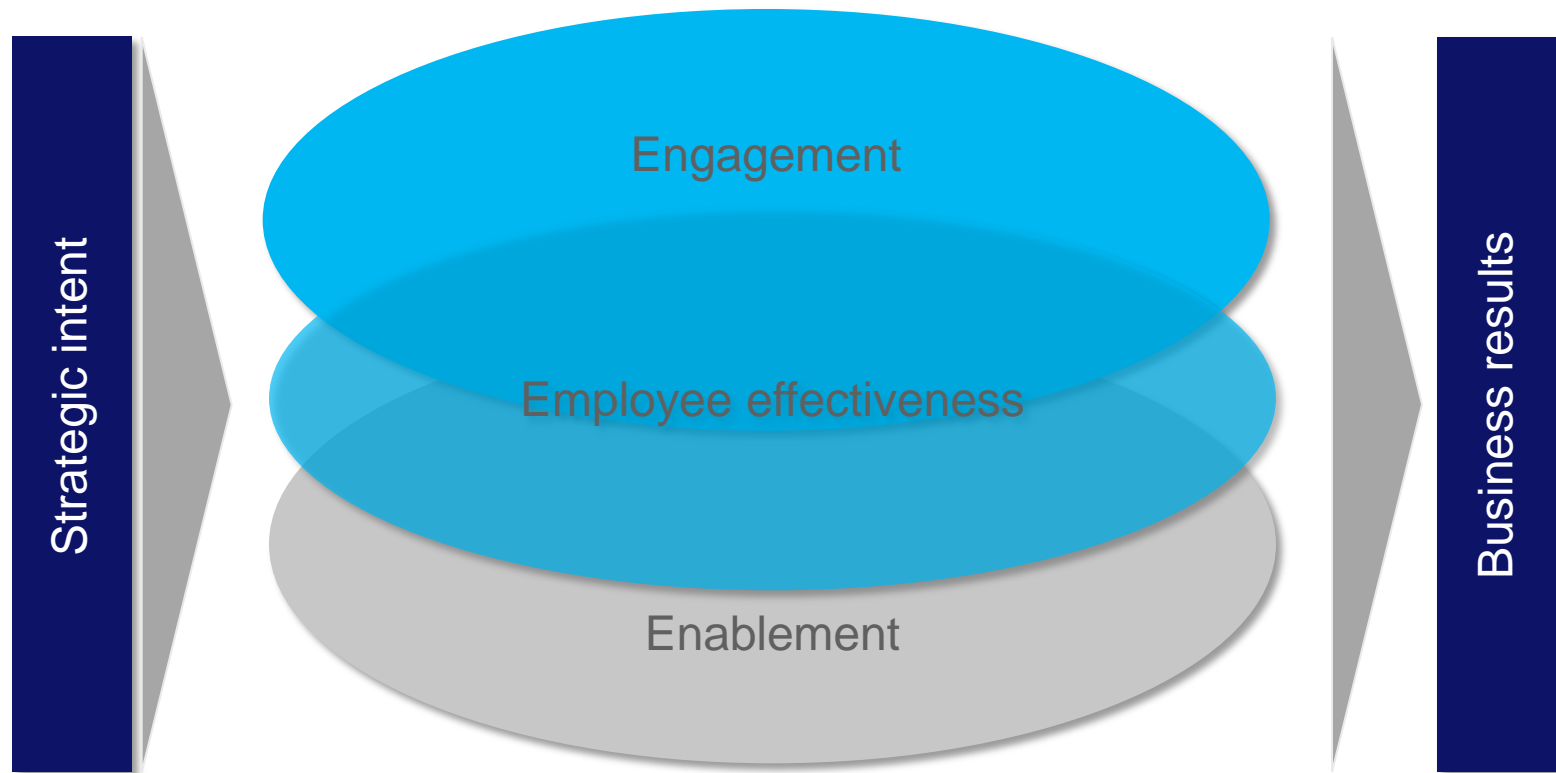 Strategic intent
Engagement
Employee effectiveness
Enablement
Business results